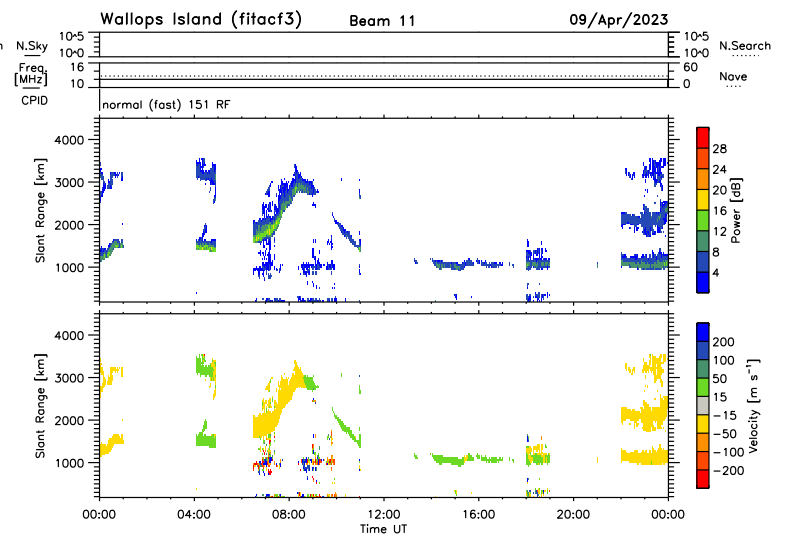 Wallops Island (fitacf3) Beam 11 09/Apr/2023
n N.Sky 10^5 10^5 N.Search
10^0 10^0
Freq. 16 60 Nave
[MHz] 10 0
CPID normal (fast) 151 RF
4000
3000
2000
1000
Slant Range [km]
28
24
20
16
12
8
4
Power [dB]
4000
3000
2000
1000
Slant Range [km]
200
100
50
15
-15
-50
-100
-200
Velocity [m s⁻¹]
00:00 04:00 08:00 12:00 16:00 20:00 00:00
Time UT